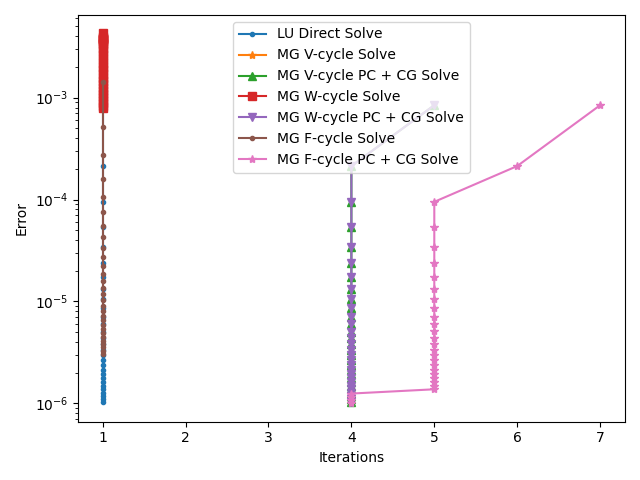 LU Direct Solve
MG V-cycle Solve
MG V-cycle PC + CG Solve
MG W-cycle Solve
MG W-cycle PC + CG Solve
MG F-cycle Solve
MG F-cycle PC + CG Solve
Error
10⁻³
10⁻⁴
10⁻⁵
10⁻⁶
1 2 3 4 5 6 7
Iterations